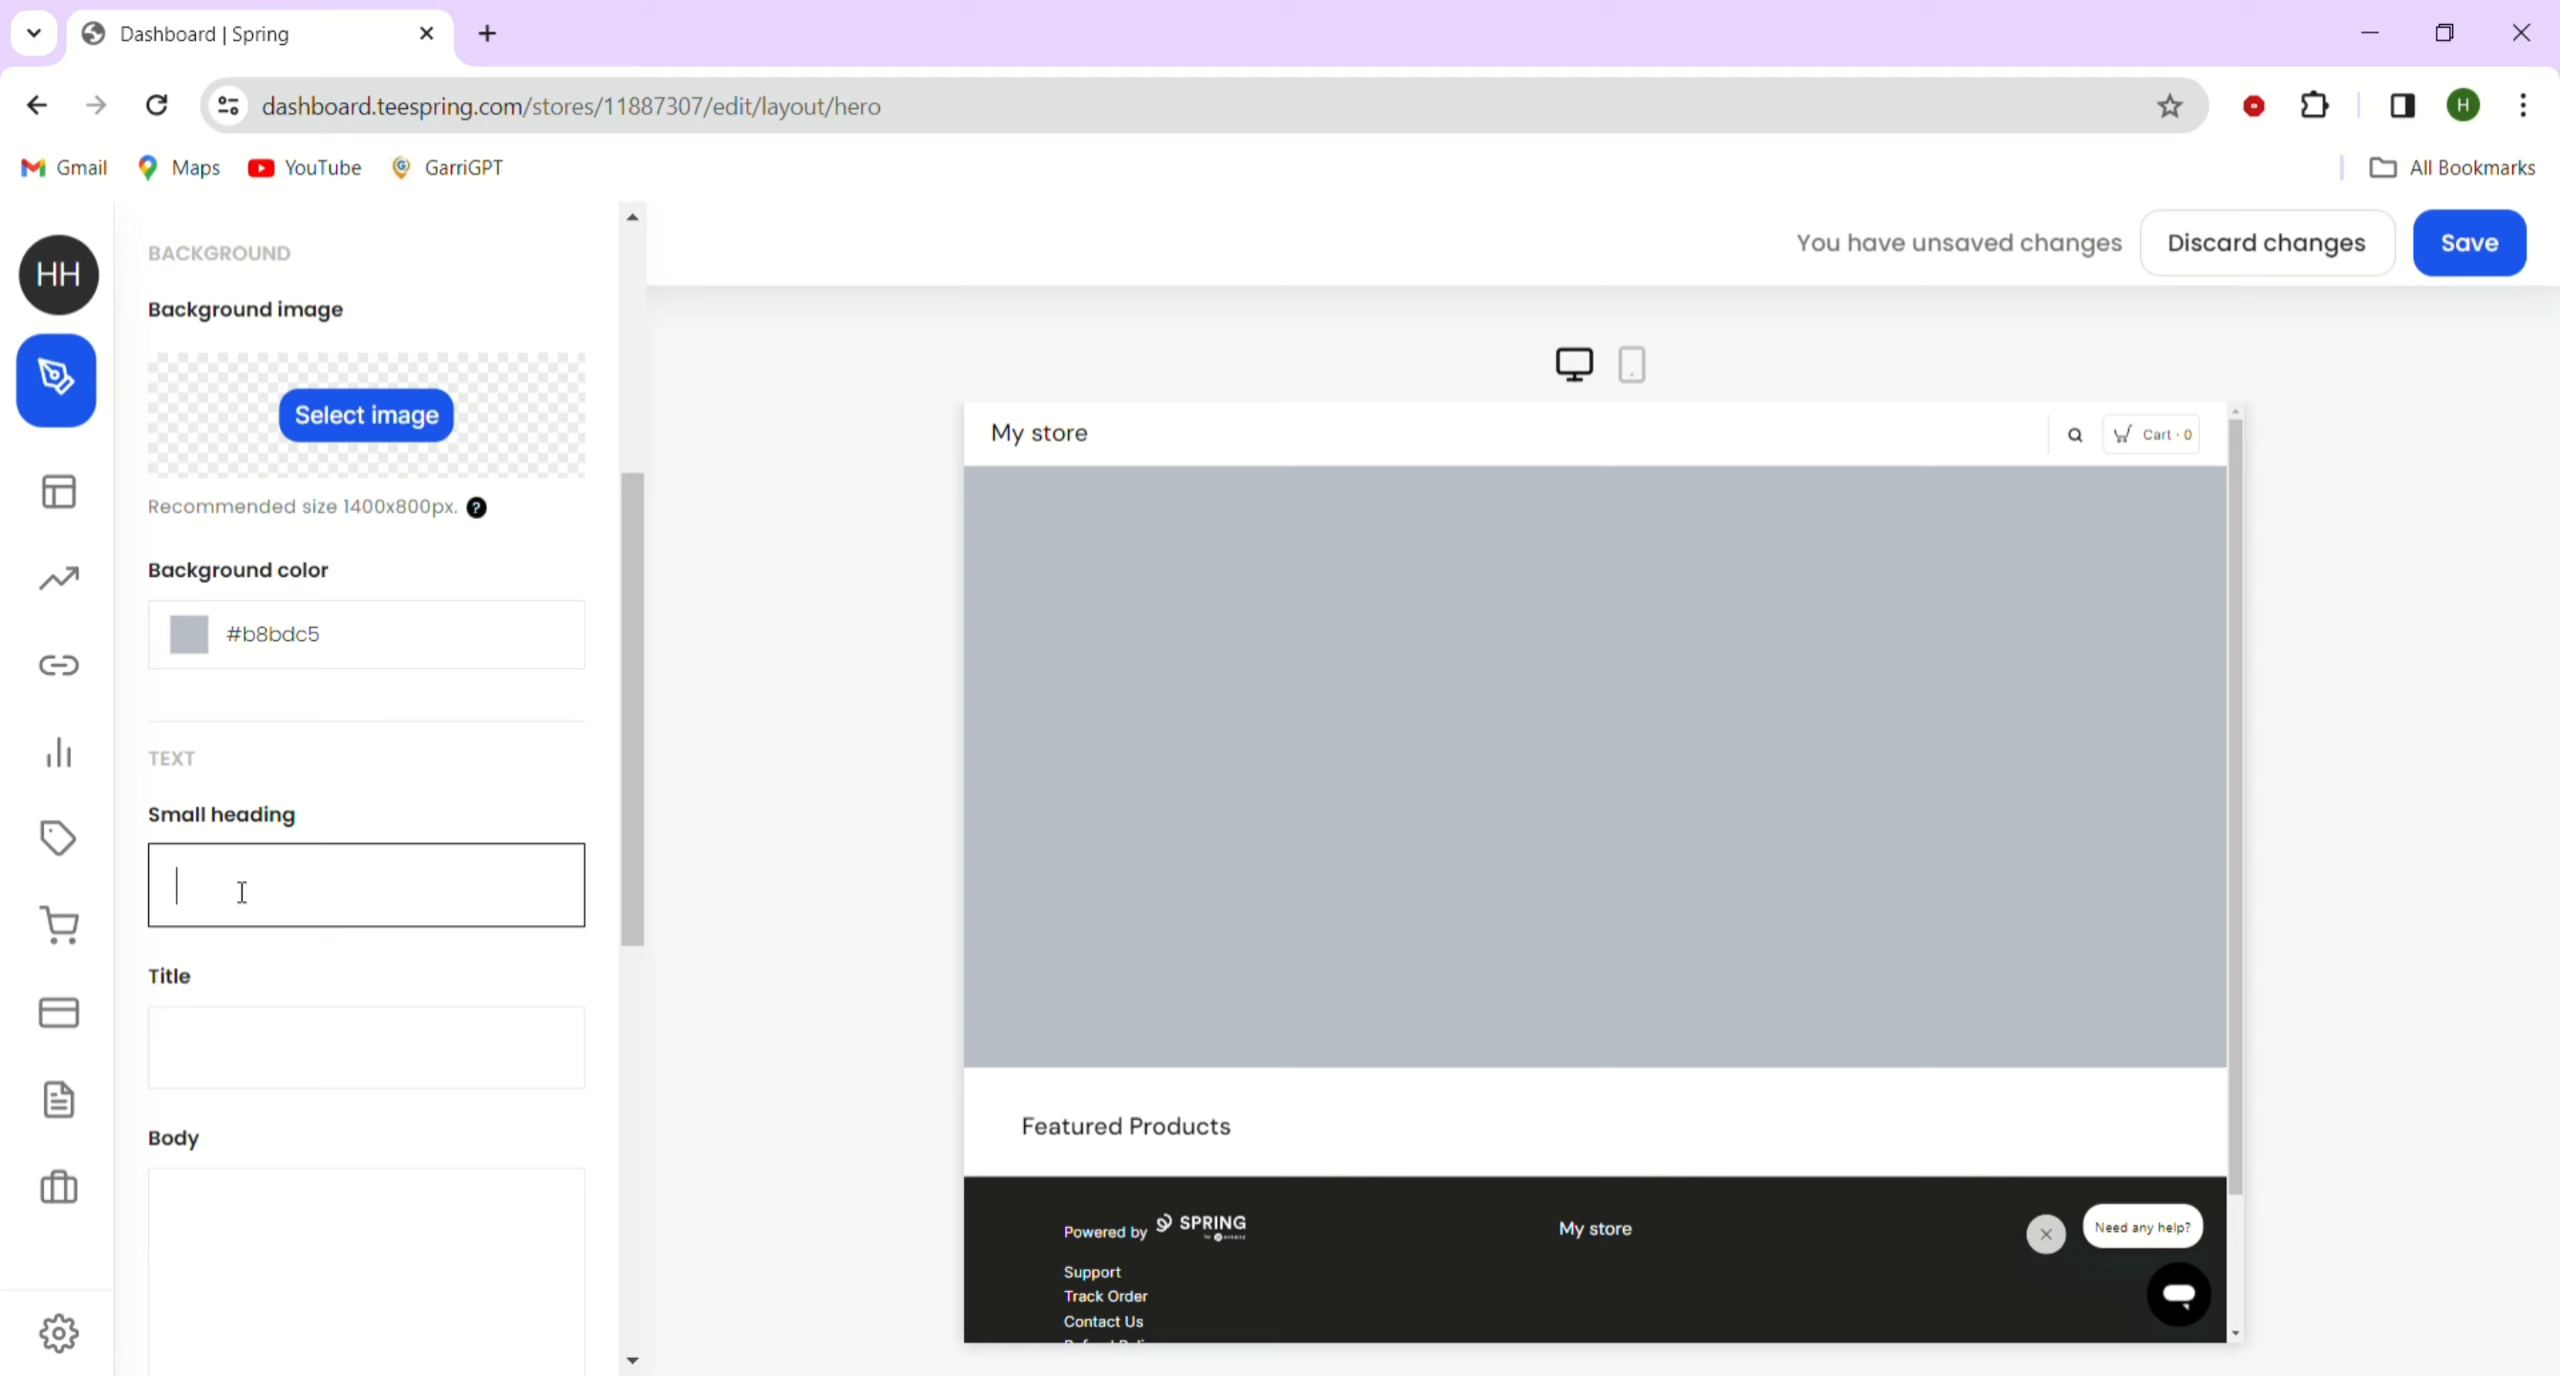 Dashboard | Spring
dashboard.teespring.com/stores/11887307/edit/layout/hero
H
Gmail
Maps
YouTube
GarriGPT
All Bookmarks
HH
BACKGROUND
Background image
Select image
Recommended size 1400x800px. ?
Background color
#b8bdc5
TEXT
Small heading
Title
Body
You have unsaved changes
Discard changes
Save
My store
Cart · 0
Featured Products
Powered by SPRING
My store
Need any help?
Support
Track Order
Contact Us